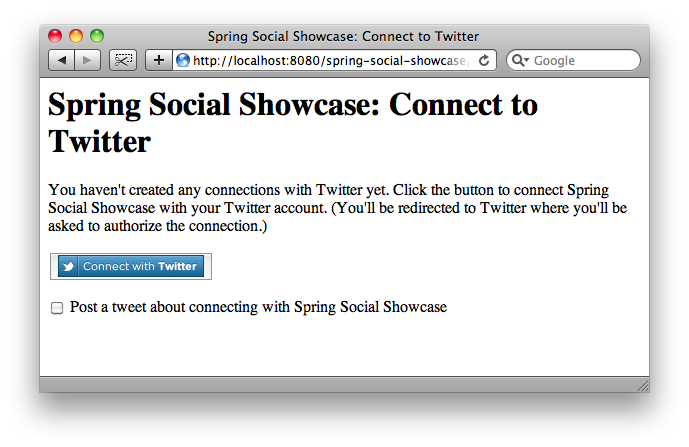 Spring Social Showcase: Connect to Twitter
http://localhost:8080/spring-social-showcase
Google
Spring Social Showcase: Connect to
Twitter
You haven't created any connections with Twitter yet. Click the button to connect Spring
Social Showcase with your Twitter account. (You'll be redirected to Twitter where you'll be
asked to authorize the connection.)
Connect with Twitter
Post a tweet about connecting with Spring Social Showcase